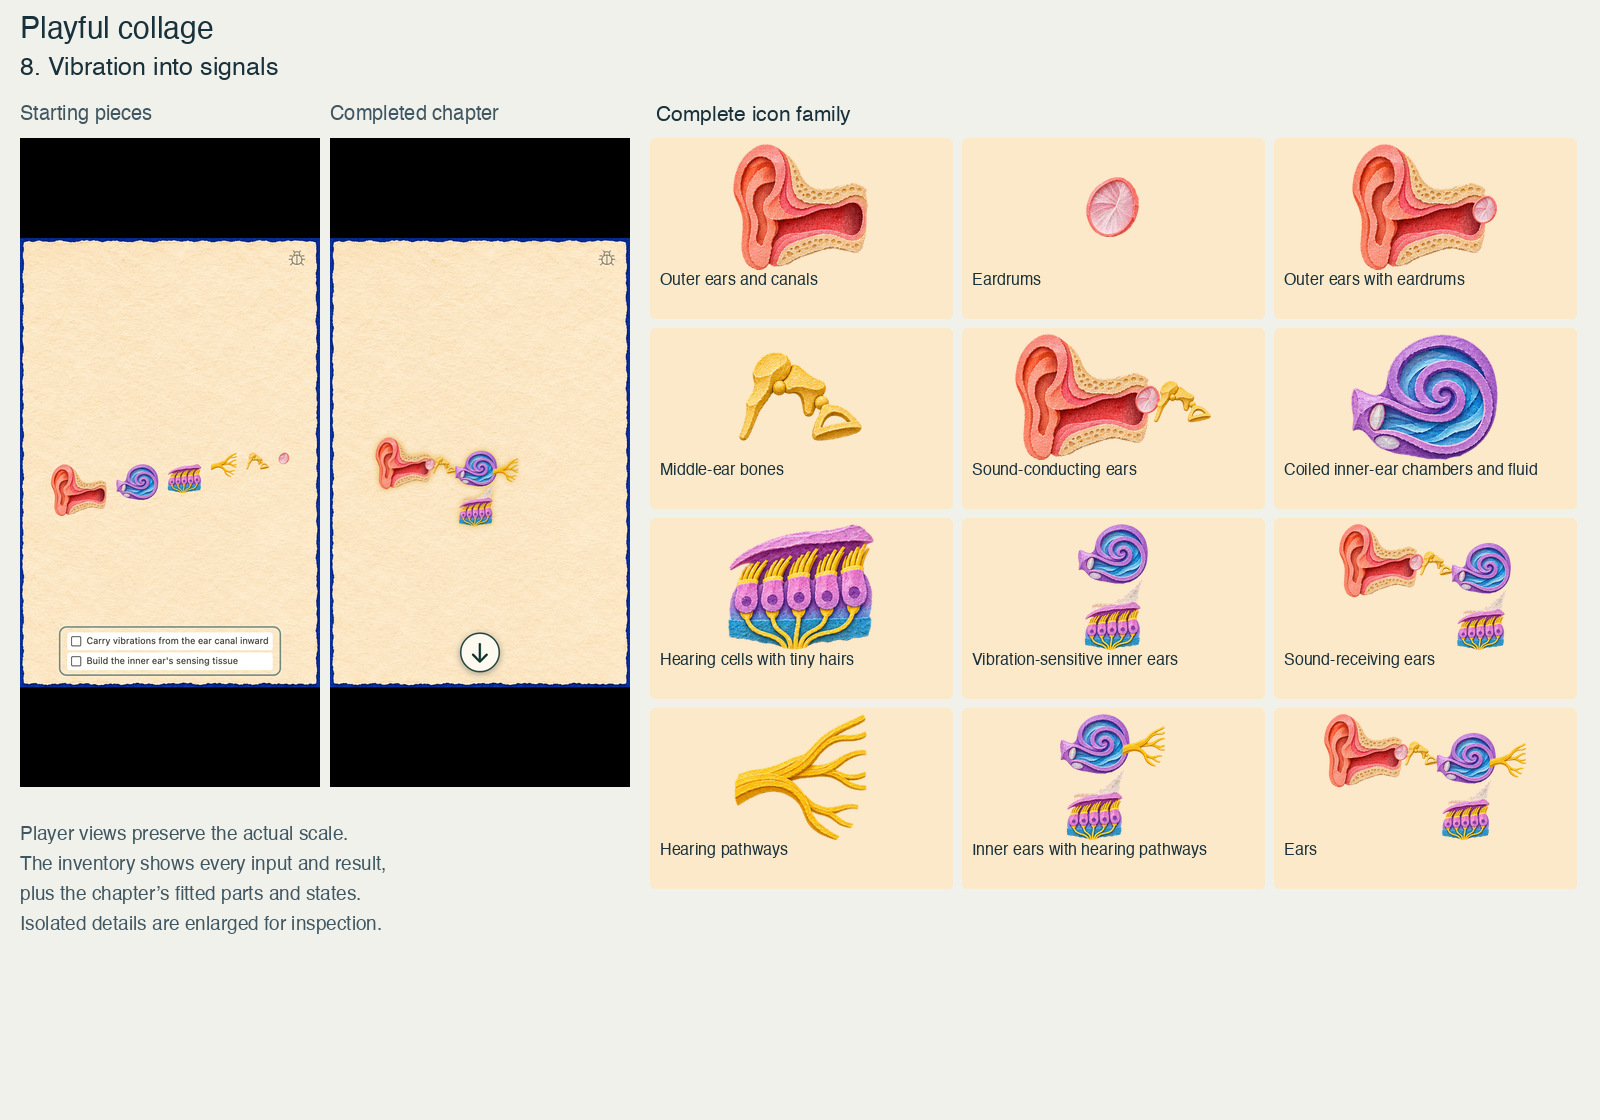 Playful collage
8. Vibration into signals
Starting pieces
Completed chapter
Complete icon family
Carry vibrations from the ear canal inward
Build the inner ear's sensing tissue
Outer ears and canals
Eardrums
Outer ears with eardrums
Middle-ear bones
Sound-conducting ears
Coiled inner-ear chambers and fluid
Hearing cells with tiny hairs
Vibration-sensitive inner ears
Sound-receiving ears
Hearing pathways
Inner ears with hearing pathways
Ears
Player views preserve the actual scale.
The inventory shows every input and result,
plus the chapter’s fitted parts and states.
Isolated details are enlarged for inspection.